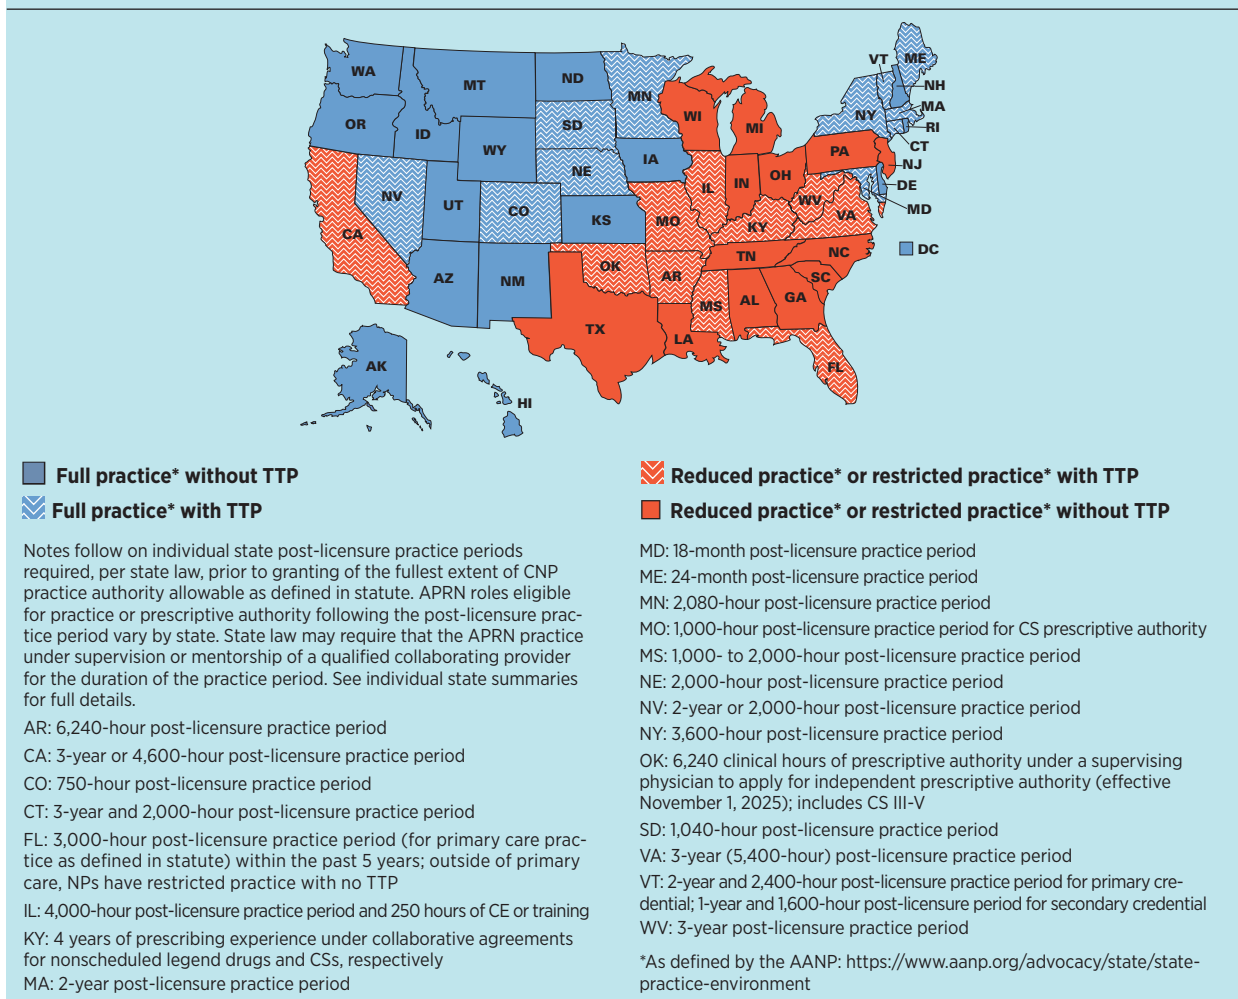 WA
MT
ND
MN
VT
ME
NH
MA
OR
ID
SD
WI
MI
NY
RI
WY
IA
PA
CT
NJ
NE
NV
UT
CO
KS
IL
IN
OH
WV
DE
MD
CA
MO
KY
VA
DC
AZ
NM
OK
AR
TN
NC
SC
TX
LA
MS
AL
GA
FL
AK
HI
Full practice* without TTP
Full practice* with TTP
Notes follow on individual state post-licensure practice periods
required, per state law, prior to granting of the fullest extent of CNP
practice authority allowable as defined in statute. APRN roles eligible
for practice or prescriptive authority following the post-licensure prac-
tice period vary by state. State law may require that the APRN practice
under supervision or mentorship of a qualified collaborating provider
for the duration of the practice period. See individual state summaries
for full details.
AR: 6,240-hour post-licensure practice period
CA: 3-year or 4,600-hour post-licensure practice period
CO: 750-hour post-licensure practice period
CT: 3-year and 2,000-hour post-licensure practice period
FL: 3,000-hour post-licensure practice period (for primary care prac-
tice as defined in statute) within the past 5 years; outside of primary
care, NPs have restricted practice with no TTP
IL: 4,000-hour post-licensure practice period and 250 hours of CE or training
KY: 4 years of prescribing experience under collaborative agreements
for nonscheduled legend drugs and CSs, respectively
MA: 2-year post-licensure practice period
Reduced practice* or restricted practice* with TTP
Reduced practice* or restricted practice* without TTP
MD: 18-month post-licensure practice period
ME: 24-month post-licensure practice period
MN: 2,080-hour post-licensure practice period
MO: 1,000-hour post-licensure practice period for CS prescriptive authority
MS: 1,000- to 2,000-hour post-licensure practice period
NE: 2,000-hour post-licensure practice period
NV: 2-year or 2,000-hour post-licensure practice period
NY: 3,600-hour post-licensure practice period
OK: 6,240 clinical hours of prescriptive authority under a supervising
physician to apply for independent prescriptive authority (effective
November 1, 2025); includes CS III-V
SD: 1,040-hour post-licensure practice period
VA: 3-year (5,400-hour) post-licensure practice period
VT: 2-year and 2,400-hour post-licensure practice period for primary cre-
dential; 1-year and 1,600-hour post-licensure period for secondary credential
WV: 3-year post-licensure practice period
*As defined by the AANP: https://www.aanp.org/advocacy/state/state-
practice-environment